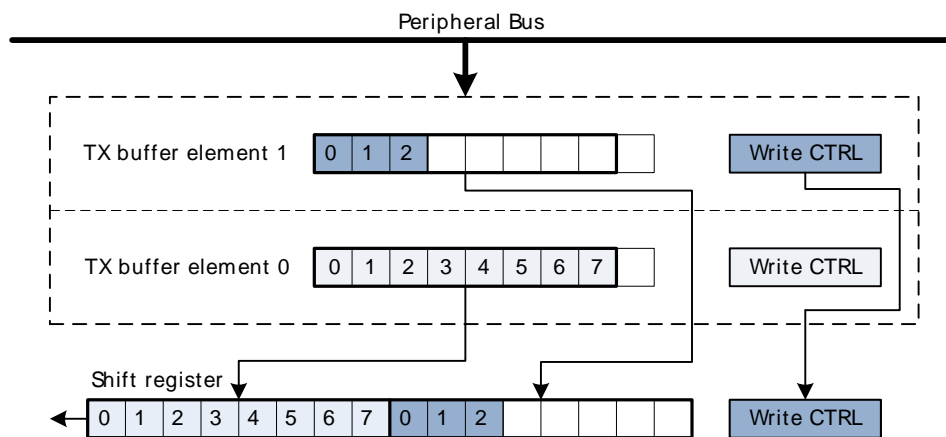 Peripheral Bus
TX buffer element 1 0 1 2 Write CTRL
TX buffer element 0 0 1 2 3 4 5 6 7 Write CTRL
Shift register
0 1 2 3 4 5 6 7 0 1 2 Write CTRL